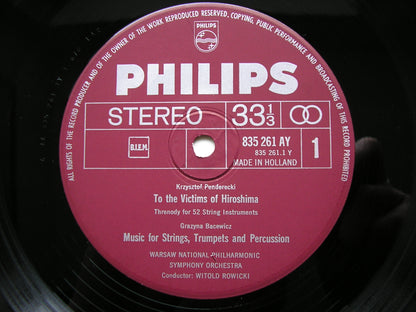 ALL RIGHTS OF THE RECORD PRODUCER AND OF THE OWNER OF THE WORK REPRODUCED RESERVED, COPYING, PUBLIC PERFORMANCE AND BROADCASTING OF THIS RECORD PROHIBITED
PHILIPS
PHILIPS
STEREO 33 1/3
B.I.E.M. 835 261 AY 1
835 261.1 Y
MADE IN HOLLAND
Krzysztof Penderecki
To the Victims of Hiroshima
Threnody for 52 String Instruments
Grazyna Bacewicz
Music for Strings, Trumpets and Percussion
WARSAW NATIONAL PHILHARMONIC
SYMPHONY ORCHESTRA
Conductor: WITOLD ROWICKI